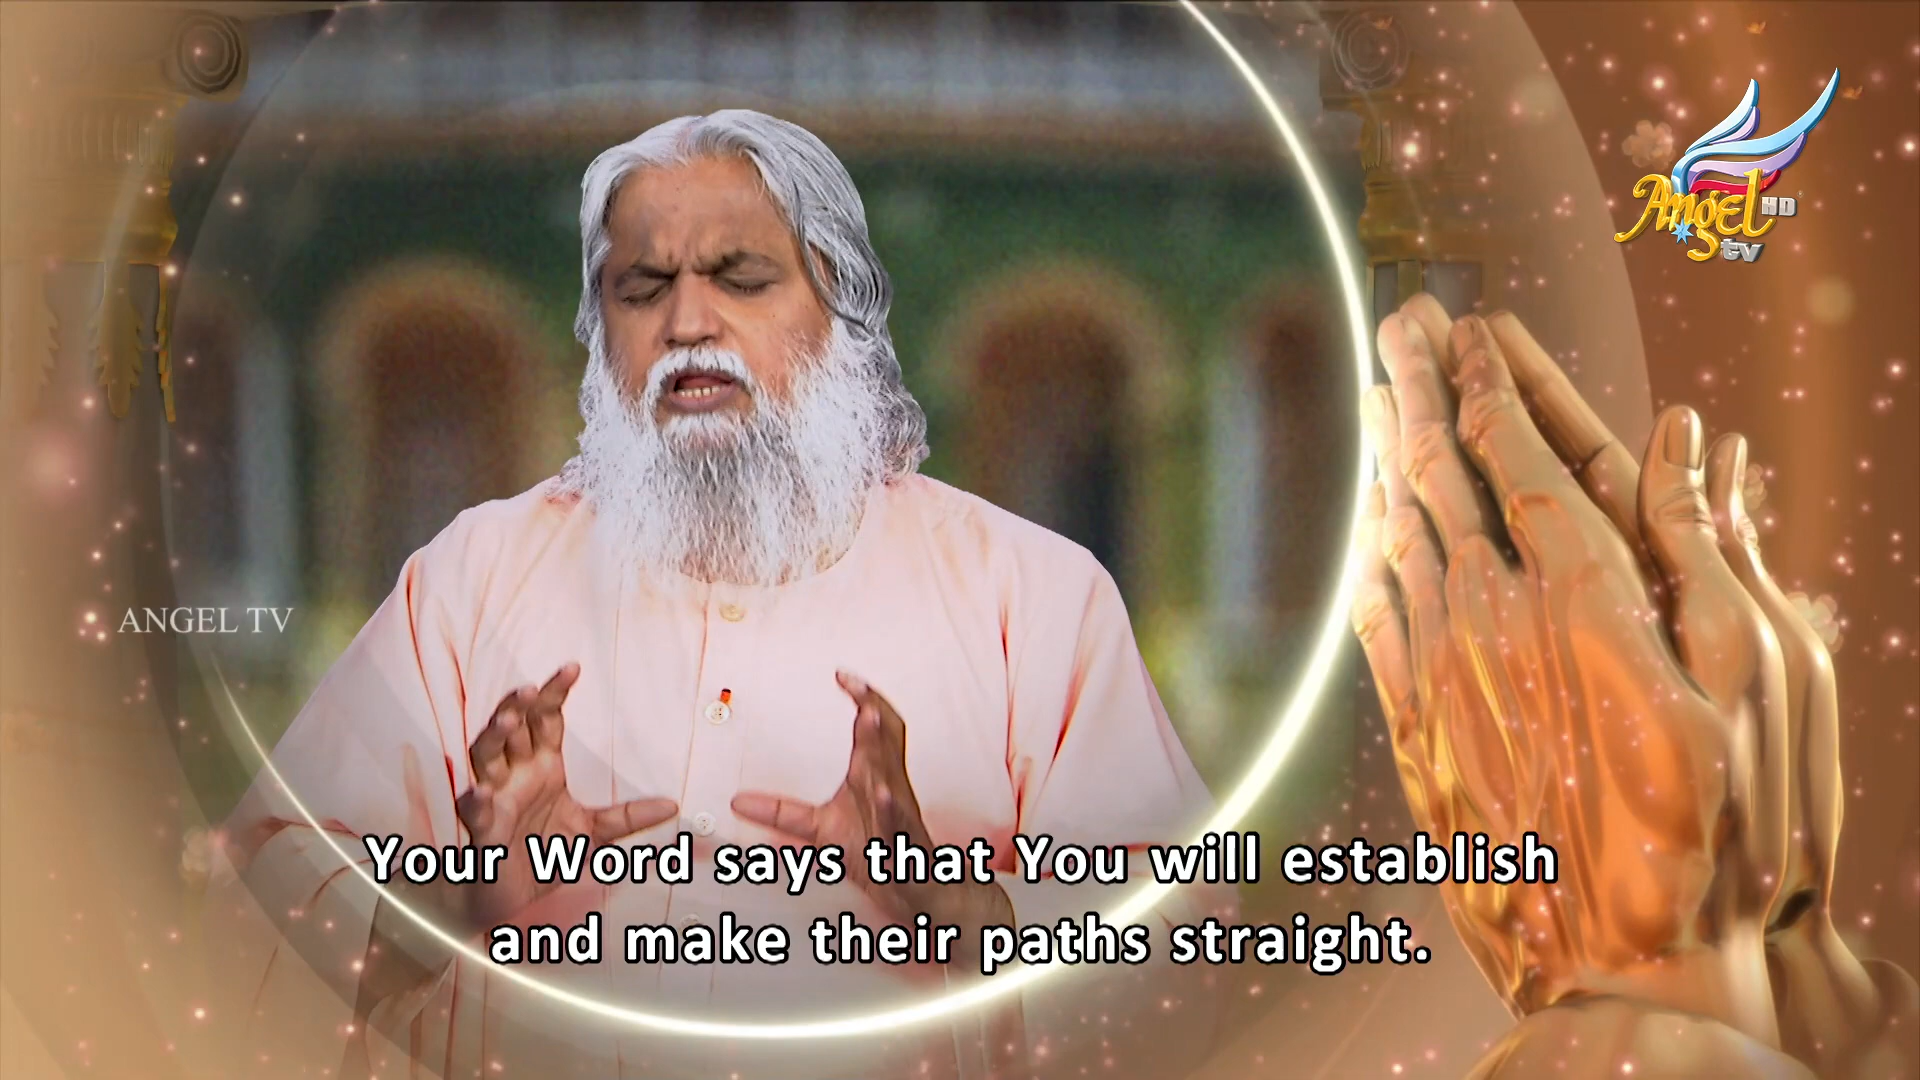 Angel HD
tv
ANGEL TV
Your Word says that You will establish
and make their paths straight.